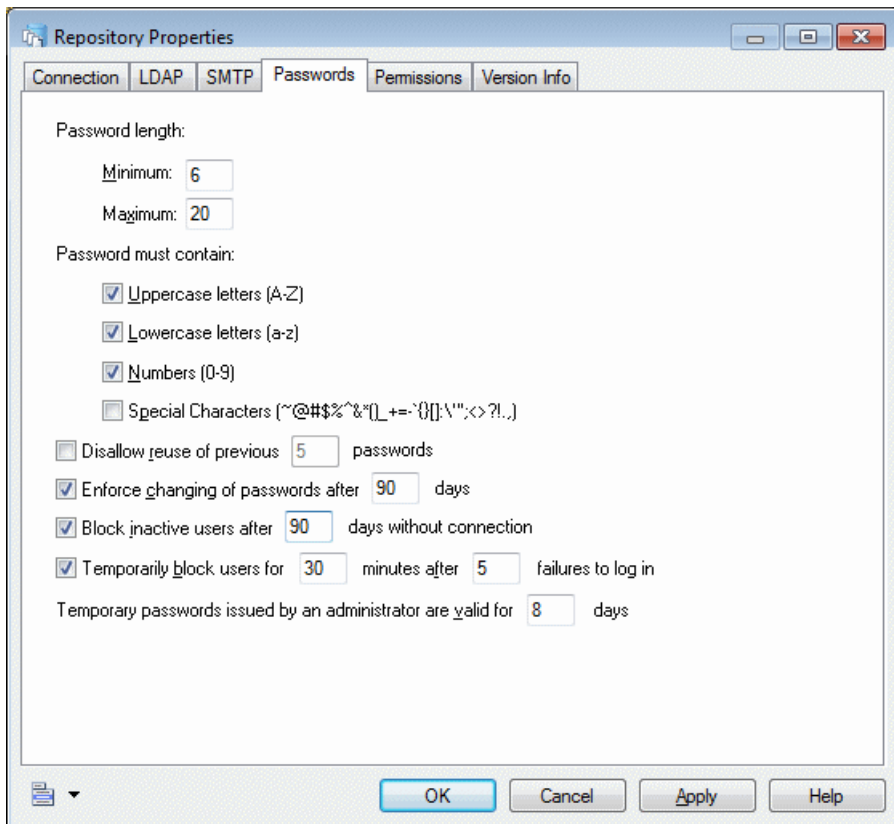 Repository Properties
Connection LDAP SMTP Passwords Permissions Version Info
Password length:
Minimum: 6
Maximum: 20
Password must contain:
Uppercase letters (A-Z)
Lowercase letters (a-z)
Numbers (0-9)
Special Characters (~@#$%^&*()_+=-`{}[]:\'";<>?!.,)
Disallow reuse of previous 5 passwords
Enforce changing of passwords after 90 days
Block inactive users after 90 days without connection
Temporarily block users for 30 minutes after 5 failures to log in
Temporary passwords issued by an administrator are valid for 8 days
OK Cancel Apply Help